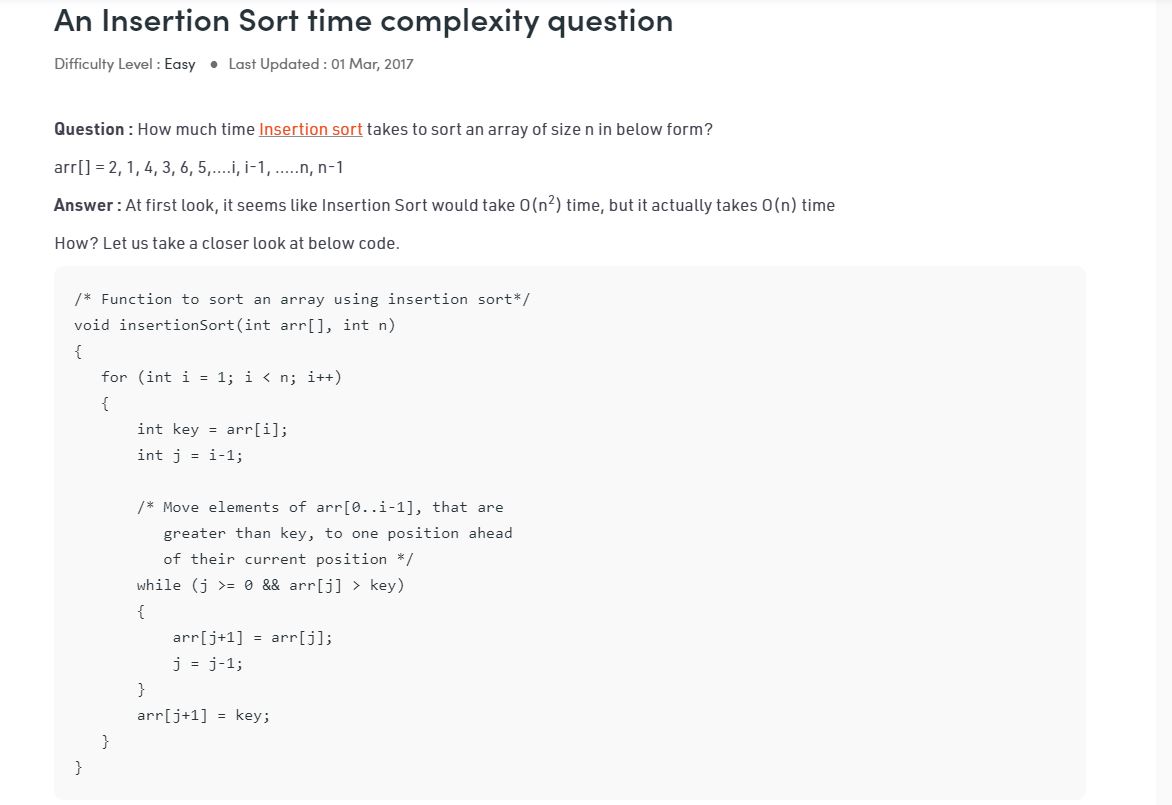 An Insertion Sort time complexity question
Difficulty Level : Easy ● Last Updated : 01 Mar, 2017
Question : How much time Insertion sort takes to sort an array of size n in below form?
arr[] = 2, 1, 4, 3, 6, 5,....i, i-1, .....n, n-1
Answer : At first look, it seems like Insertion Sort would take O(n²) time, but it actually takes O(n) time
How? Let us take a closer look at below code.
/* Function to sort an array using insertion sort*/
void insertionSort(int arr[], int n)
{
   for (int i = 1; i < n; i++)
   {
       int key = arr[i];
       int j = i-1;
       /* Move elements of arr[0..i-1], that are
          greater than key, to one position ahead
          of their current position */
       while (j >= 0 && arr[j] > key)
       {
           arr[j+1] = arr[j];
           j = j-1;
       }
       arr[j+1] = key;
   }
}